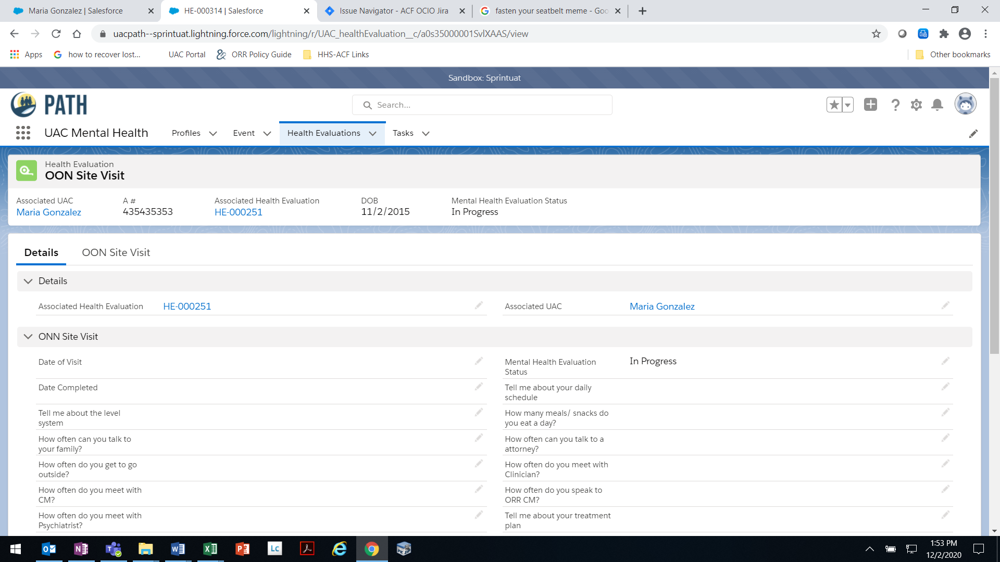 Maria Gonzalez | Salesforce
HE-000314 | Salesforce
Issue Navigator - ACF OCIO Jira
fasten your seatbelt meme - Goo
uacpath--sprintuat.lightning.force.com/lightning/r/UAC_healthEvaluation__c/a0s35000001SvlXAAS/view
Apps
how to recover lost...
UAC Portal
ORR Policy Guide
HHS-ACF Links
Other bookmarks
Sandbox: Sprintuat
PATH
Search...
UAC Mental Health
Profiles
Event
Health Evaluations
Tasks
Health Evaluation
OON Site Visit
Associated UAC
Maria Gonzalez
A #
435435353
Associated Health Evaluation
HE-000251
DOB
11/2/2015
Mental Health Evaluation Status
In Progress
Details
OON Site Visit
Details
Associated Health Evaluation
HE-000251
Associated UAC
Maria Gonzalez
ONN Site Visit
Date of Visit
Mental Health Evaluation
Status
In Progress
Date Completed
Tell me about your daily
schedule
Tell me about the level
system
How many meals/ snacks do
you eat a day?
How often can you talk to
your family?
How often can you talk to a
attorney?
How often do you get to go
outside?
How often do you meet with
Clinician?
How often do you meet with
CM?
How often do you speak to
ORR CM?
How often do you meet with
Psychiatrist?
Tell me about your treatment
plan
Lc
1:53 PM
12/2/2020